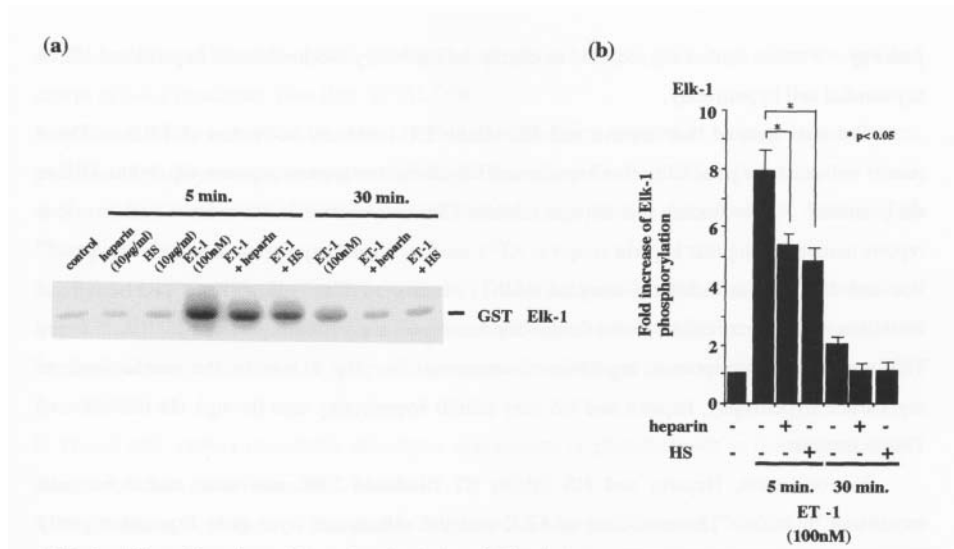 (a)
5 min.
30 min.
control
heparin (10μg/ml)
HS (10μg/ml)
ET-1 (100nM)
ET-1 + heparin
ET-1 + HS
ET-1 (100nM)
ET-1 + heparin
ET-1 + HS
GST Elk-1
(b)
Elk-1
Fold increase of Elk-1 phosphorylation
10
8
6
4
2
0
*
*
* p< 0.05
heparin - - + - - + -
HS - - - + - - +
5 min. 30 min.
ET -1
(100nM)